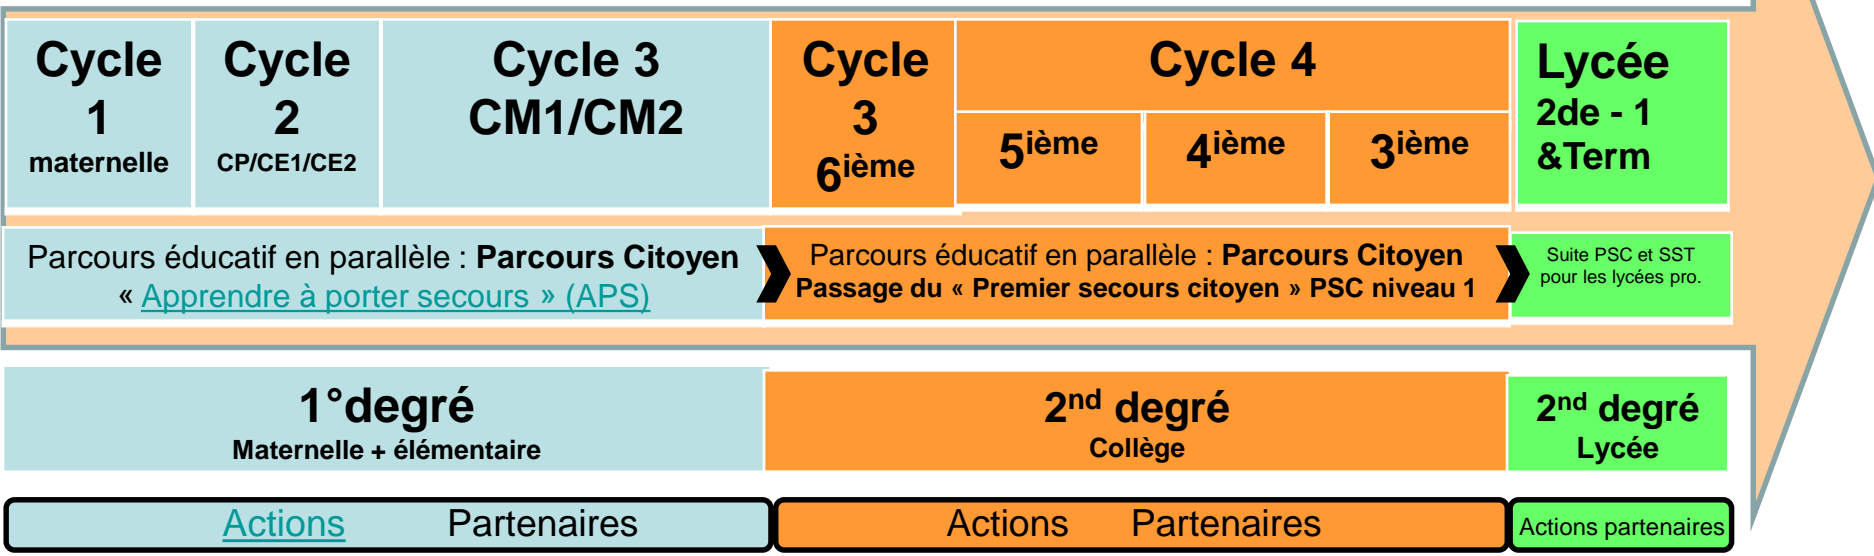 Cycle
1
maternelle
Cycle
2
CP/CE1/CE2
Cycle 3
CM1/CM2
Cycle
3
6ième
Cycle 4
5ième
4ième
3ième
Lycée
2de - 1
&Term
Parcours éducatif en parallèle : Parcours Citoyen
« Apprendre à porter secours » (APS)
Parcours éducatif en parallèle : Parcours Citoyen
Passage du « Premier secours citoyen » PSC niveau 1
Suite PSC et SST
pour les lycées pro.
1°degré
Maternelle + élémentaire
2nd degré
Collège
2nd degré
Lycée
Actions Partenaires
Actions Partenaires
Actions partenaires